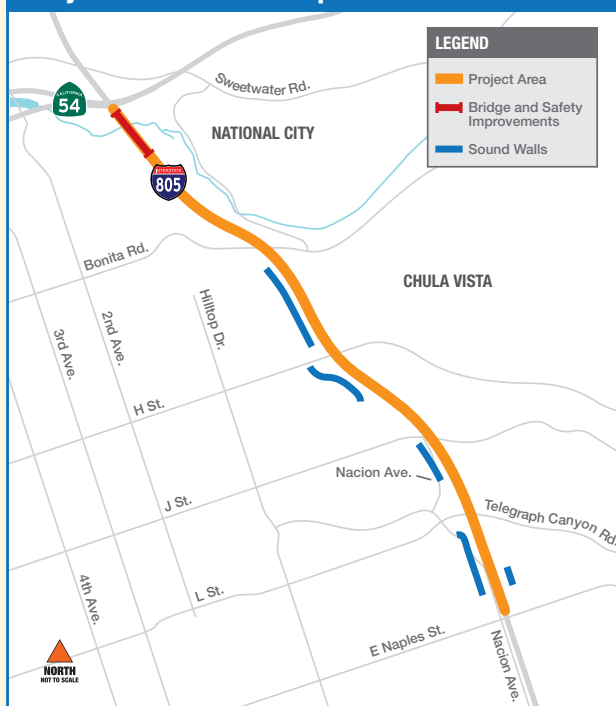 LEGEND
Project Area
Bridge and Safety
Improvements
Sound Walls
Sweetwater Rd.
CALIFORNIA
54
NATIONAL CITY
INTERSTATE
805
Bonita Rd.
CHULA VISTA
Hilltop Dr.
2nd Ave.
3rd Ave.
H St.
Nacion Ave.
J St.
Telegraph Canyon Rd.
4th Ave.
L St.
E Naples St.
Nacion Ave.
NORTH
NOT TO SCALE